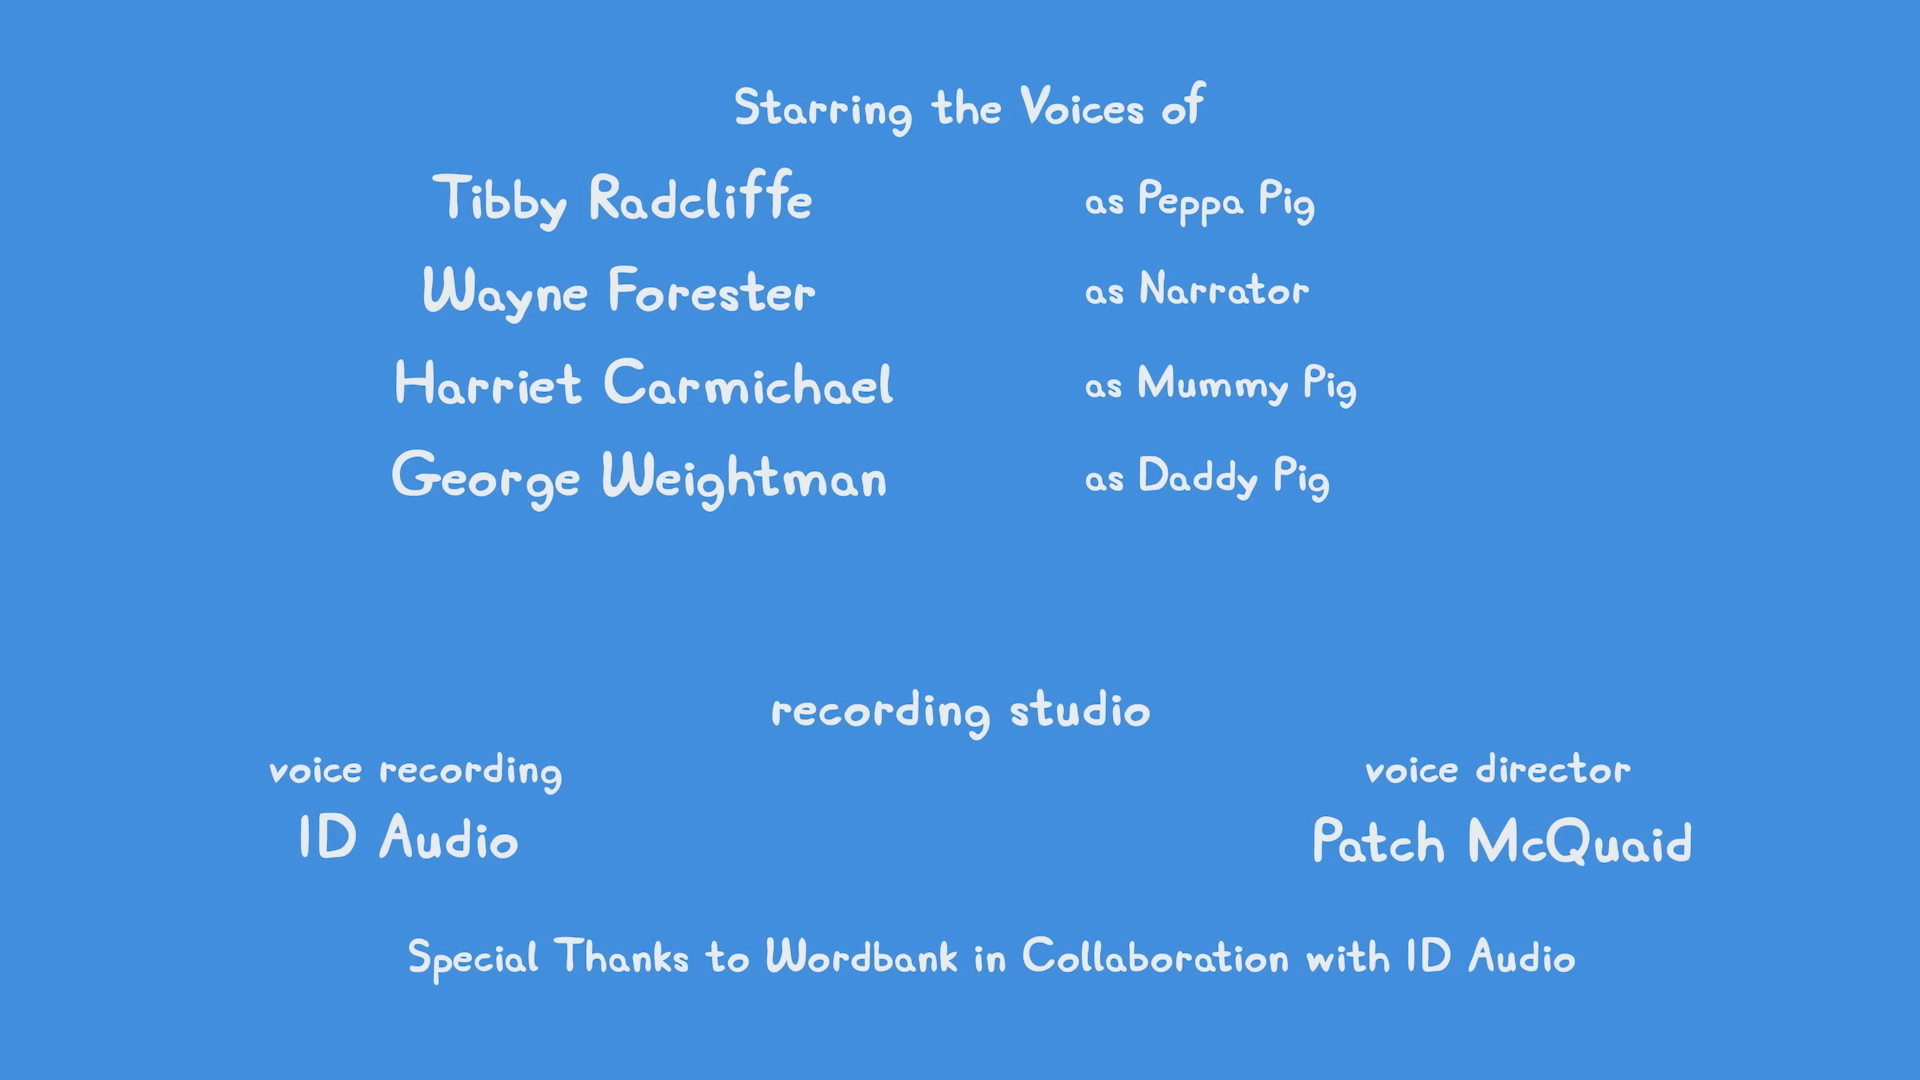 Starring the Voices of
Tibby Radcliffe as Peppa Pig
Wayne Forester as Narrator
Harriet Carmichael as Mummy Pig
George Weightman as Daddy Pig
recording studio
voice recording voice director
ID Audio Patch McQuaid
Special Thanks to Wordbank in Collaboration with ID Audio